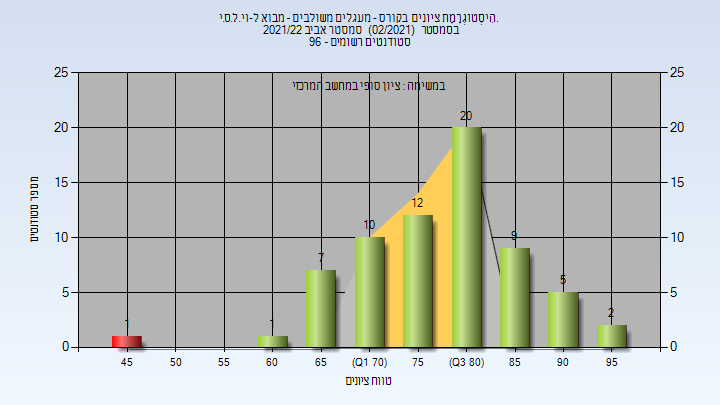 היסטוגרמת ציונים בקורס - מעגלים משולבים - מבוא ל-וי.ל.ס.י.
בסמסטר (02/2021) סמסטר אביב 2021/22
סטודנטים רשומים - 96
במשימה : ציון סופי במחשב המרכזי
25 25
20 20
15 15
10 10
5 5
0 0
מספר סטודנטים
1 1 7 10 12 20 9 5 2
45 50 55 60 65 (Q1 70) 75 (Q3 80) 85 90 95
טווח ציונים